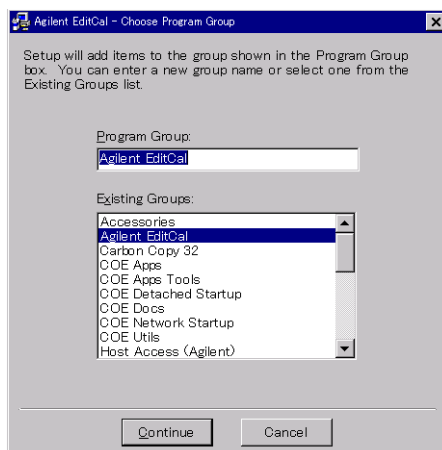 Agilent EditCal - Choose Program Group
Setup will add items to the group shown in the Program Group
box. You can enter a new group name or select one from the
Existing Groups list.
Program Group:
Agilent EditCal
Existing Groups:
Accessories
Agilent EditCal
Carbon Copy 32
COE Apps
COE Apps Tools
COE Detached Startup
COE Docs
COE Network Startup
COE Utils
Host Access (Agilent)
Continue
Cancel